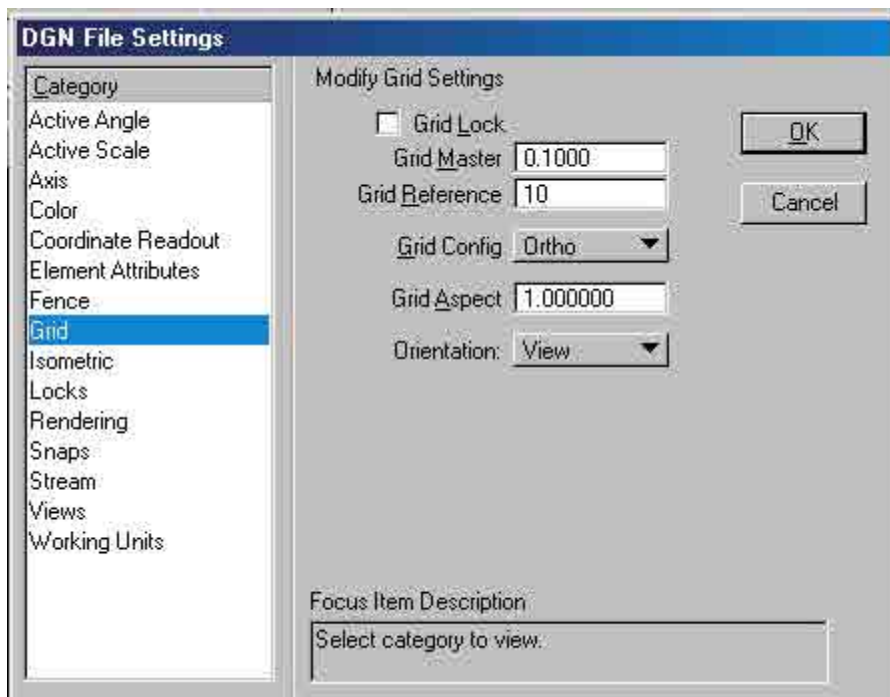 DGN File Settings
Category
Active Angle
Active Scale
Axis
Color
Coordinate Readout
Element Attributes
Fence
Grid
Isometric
Locks
Rendering
Snaps
Stream
Views
Working Units
Modify Grid Settings
Grid Lock
Grid Master 0.1000
Grid Reference 10
Grid Config Ortho
Grid Aspect 1.000000
Orientation: View
OK
Cancel
Focus Item Description
Select category to view.